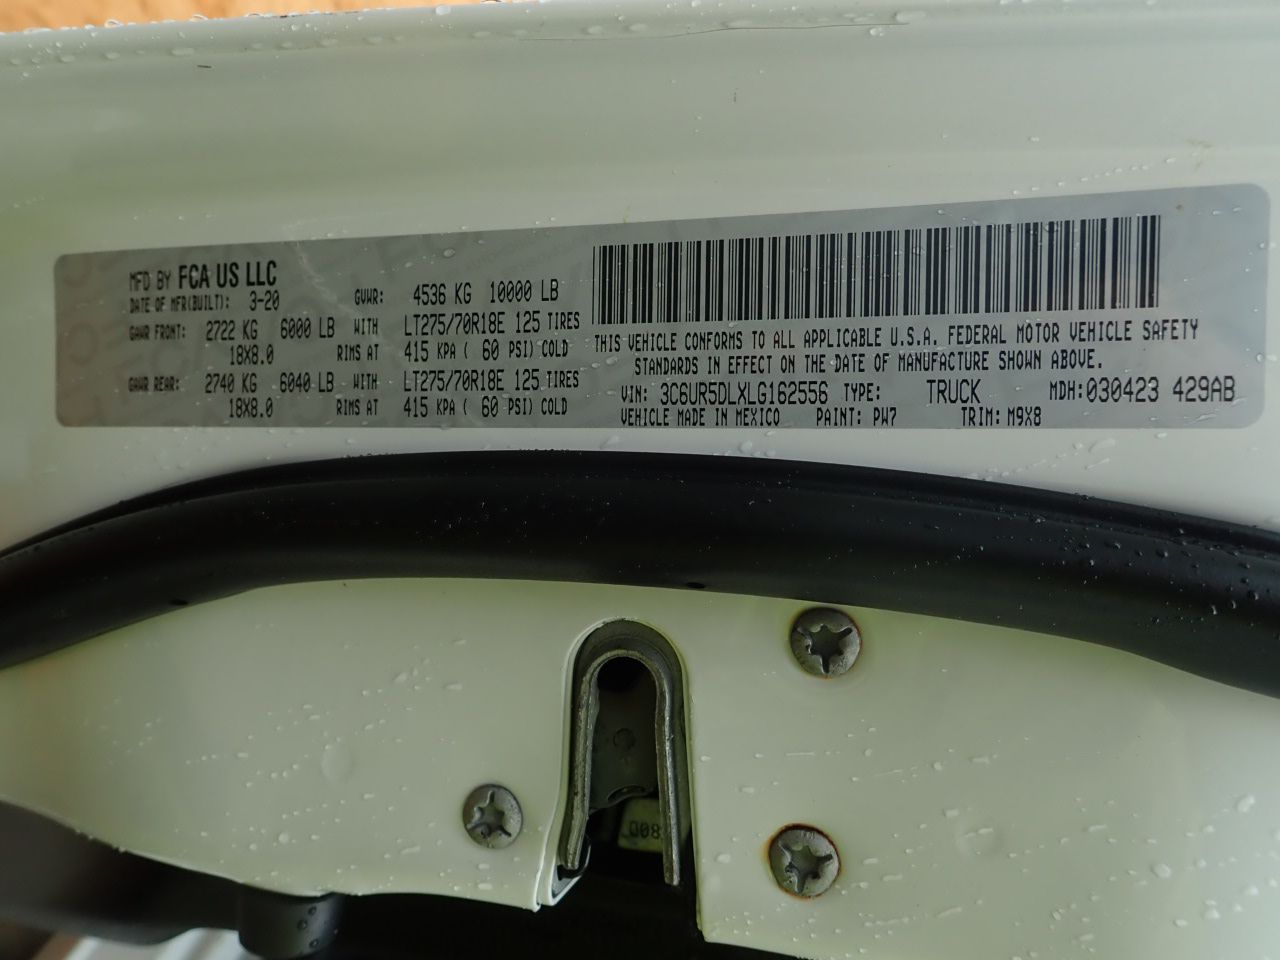 MFD BY FCA US LLC
DATE OF MFR(BUILT): 3-20 GVWR: 4536 KG 10000 LB
GAWR FRONT: 2722 KG 6000 LB WITH LT275/70R18E 125 TIRES
18X8.0 RIMS AT 415 KPA ( 60 PSI) COLD
GAWR REAR: 2740 KG 6040 LB WITH LT275/70R18E 125 TIRES
18X8.0 RIMS AT 415 KPA ( 60 PSI) COLD
THIS VEHICLE CONFORMS TO ALL APPLICABLE U.S.A. FEDERAL MOTOR VEHICLE SAFETY
STANDARDS IN EFFECT ON THE DATE OF MANUFACTURE SHOWN ABOVE.
VIN: 3C6UR5DLXLG162556 TYPE: TRUCK MDH:030423 429AB
VEHICLE MADE IN MEXICO PAINT: PW7 TRIM: M9X8